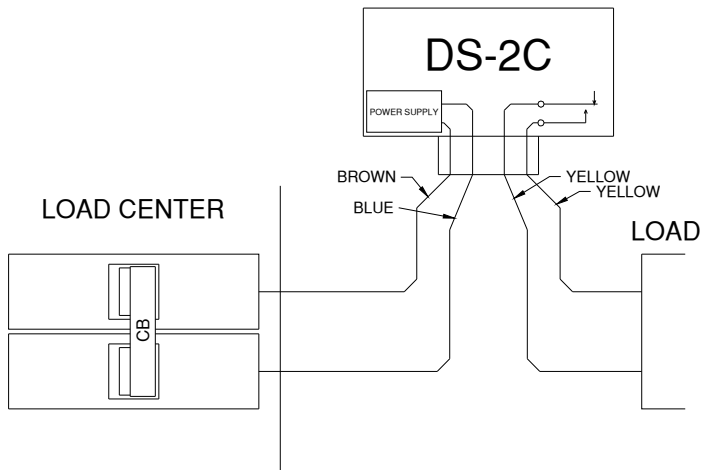 DS-2C
POWER SUPPLY
BROWN
YELLOW
YELLOW
BLUE
LOAD CENTER
LOAD
CB